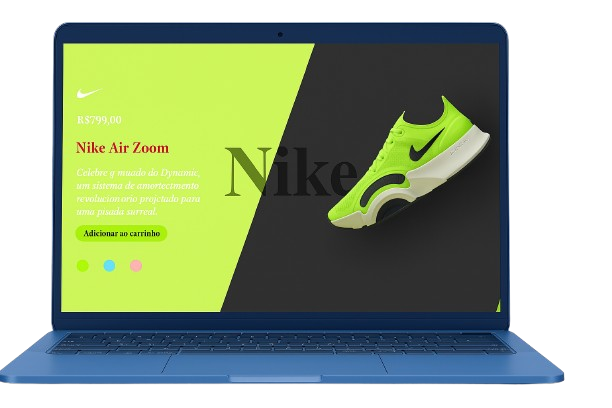 R$799,00
Nike Air Zoom
Nike
Celebre o mundo do Dynamic,
um sistema de amortecimento
revolucionário projetado para
uma pisada surreal.
Adicionar ao carrinho